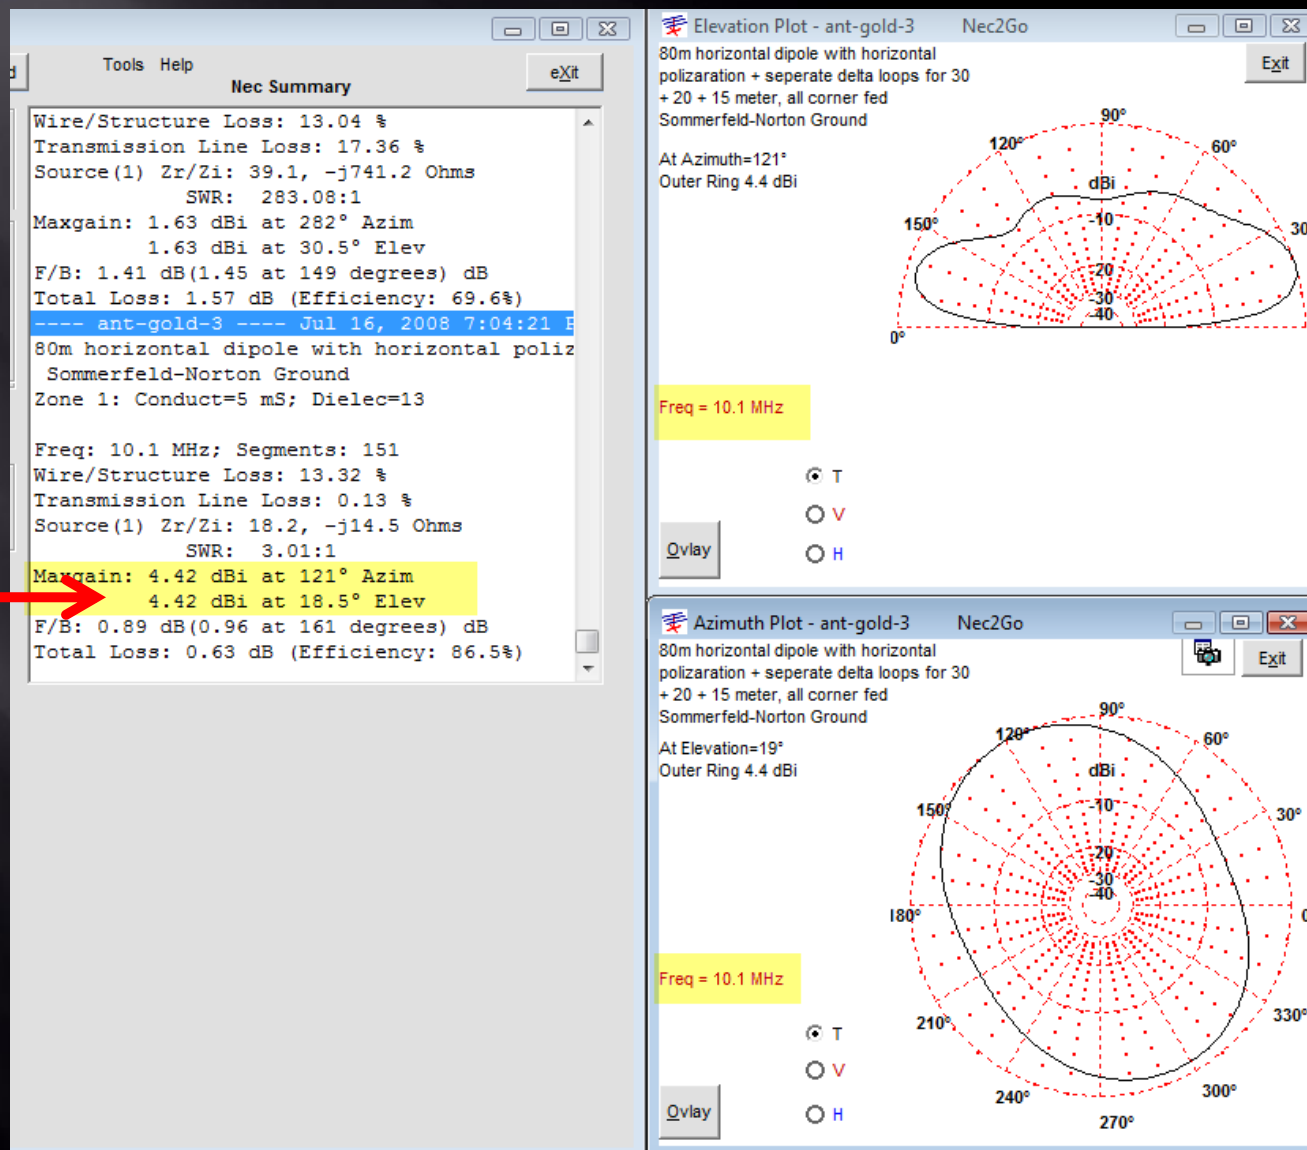 Tools Help
Nec Summary
eXit
Wire/Structure Loss: 13.04 %
Transmission Line Loss: 17.36 %
Source(1) Zr/Zi: 39.1, -j741.2 Ohms
SWR: 283.08:1
Maxgain: 1.63 dBi at 282° Azim
1.63 dBi at 30.5° Elev
F/B: 1.41 dB(1.45 at 149 degrees) dB
Total Loss: 1.57 dB (Efficiency: 69.6%)
---- ant-gold-3 ---- Jul 16, 2008 7:04:21
80m horizontal dipole with horizontal poliz
Sommerfeld-Norton Ground
Zone 1: Conduct=5 mS; Dielec=13
Freq: 10.1 MHz; Segments: 151
Wire/Structure Loss: 13.32 %
Transmission Line Loss: 0.13 %
Source(1) Zr/Zi: 18.2, -j14.5 Ohms
SWR: 3.01:1
Maxgain: 4.42 dBi at 121° Azim
4.42 dBi at 18.5° Elev
F/B: 0.89 dB(0.96 at 161 degrees) dB
Total Loss: 0.63 dB (Efficiency: 86.5%)
Elevation Plot - ant-gold-3 Nec2Go
80m horizontal dipole with horizontal
polizaration + seperate delta loops for 30
+ 20 + 15 meter, all corner fed
Sommerfeld-Norton Ground
Exit
At Azimuth=121°
Outer Ring 4.4 dBi
90°
120°
60°
dBi
150°
-10
30
-20
-30
-40
0°
Freq = 10.1 MHz
T
V
H
Ovlay
Azimuth Plot - ant-gold-3 Nec2Go
80m horizontal dipole with horizontal
polizaration + seperate delta loops for 30
+ 20 + 15 meter, all corner fed
Sommerfeld-Norton Ground
Exit
At Elevation=19°
Outer Ring 4.4 dBi
90°
120°
60°
dBi
150°
-10
30°
-20
-30
-40
180°
0
Freq = 10.1 MHz
210°
330°
T
V
H
240°
300°
270°
Ovlay